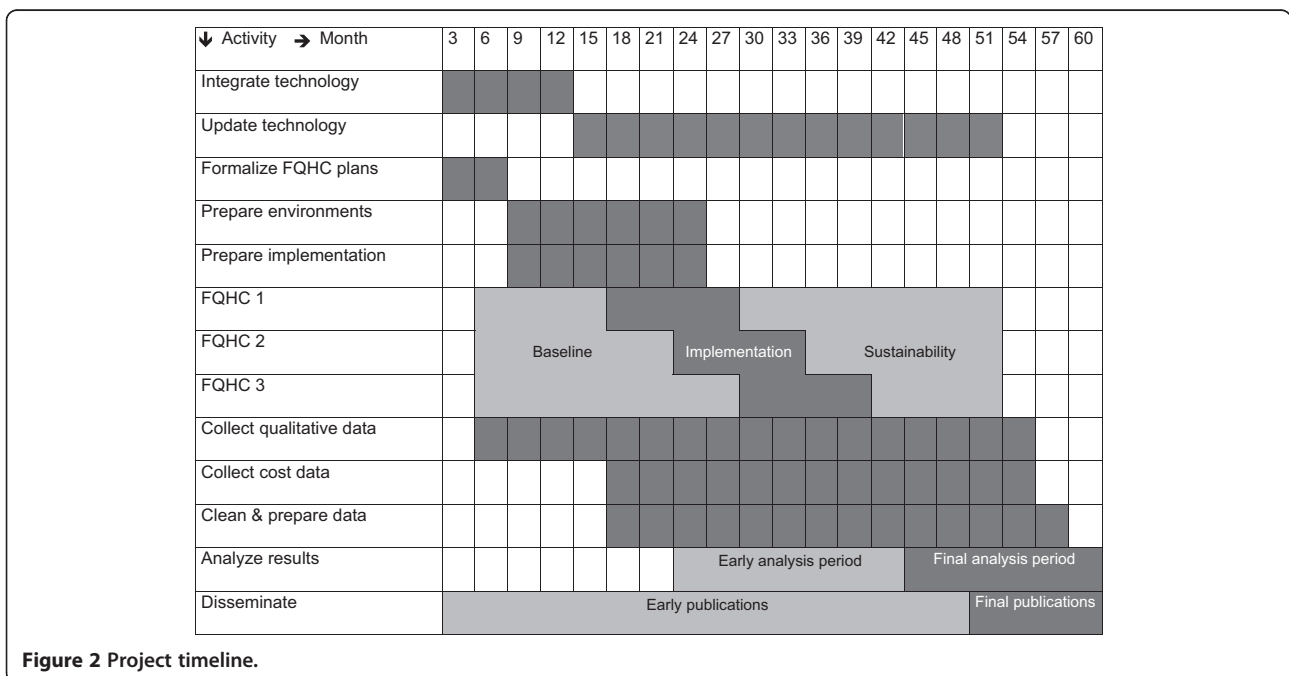 ↓ Activity → Month 3 6 9 12 15 18 21 24 27 30 33 36 39 42 45 48 51 54 57 60
Integrate technology
Update technology
Formalize FQHC plans
Prepare environments
Prepare implementation
FQHC 1
FQHC 2 Baseline Implementation Sustainability
FQHC 3
Collect qualitative data
Collect cost data
Clean & prepare data
Analyze results Early analysis period Final analysis period
Disseminate Early publications Final publications
Figure 2 Project timeline.